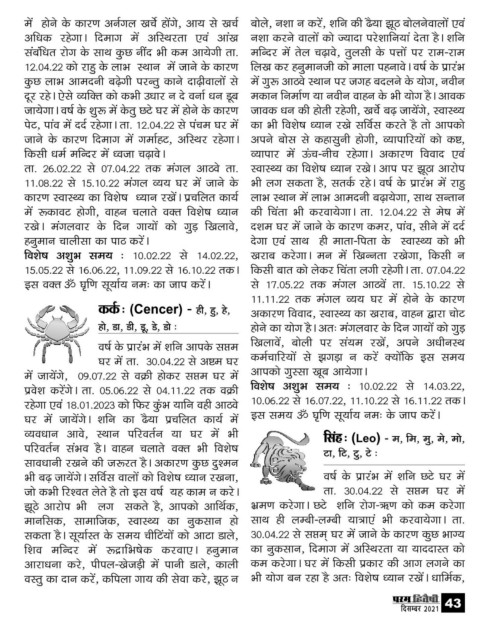 में होने के कारण अर्नगल खर्चे होंगे, आय से खर्च
अधिक रहेगा। दिमाग में अस्थिरता एवं आंख
संबंधित रोग के साथ कुछ नींद भी कम आयेगी ता.
12.04.22 को राहु के लाभ स्थान में जाने के कारण
कुछ लाभ आमदनी बढ़ेगी परन्तु काने दाढ़ीवालों से
दूर रहे। ऐसे व्यक्ति को कभी उधार न दे वर्ना धन डूब
जायेगा। वर्ष के शुरू में केतु छटे घर में होने के कारण
पेट, पांव में दर्द रहेगा। ता. 12.04.22 से पंचम घर में
जाने के कारण दिमाग में गर्माहट, अस्थिर रहेगा।
किसी धर्म मन्दिर में ध्वजा चढ़ावे।
ता. 26.02.22 से 07.04.22 तक मंगल आठवे ता.
11.08.22 से 15.10.22 मंगल व्यय घर में जाने के
कारण स्वास्थ्य का विशेष ध्यान रखें। प्रचलित कार्य
में रूकावट होगी, वाहन चलाते वक्त विशेष ध्यान
रखे। मंगलवार के दिन गायों को गुड़ खिलावे,
हनुमान चालीसा का पाठ करें।
विशेष अशुभ समय : 10.02.22 से 14.02.22,
15.05.22 से 16.06.22, 11.09.22 से 16.10.22 तक।
इस वक्त ॐ घृणि सूर्याय नमः का जाप करें।
कर्क: (Cencer) - ही, हु, हे,
हो, डा, डी, डू, डे, डो :
वर्ष के प्रारंभ में शनि आपके सप्तम
घर में ता. 30.04.22 से अष्टम घर
में जायेंगे, 09.07.22 से वक्री होकर सप्तम घर में
प्रवेश करेंगे। ता. 05.06.22 से 04.11.22 तक वक्री
रहेगा एवं 18.01.2023 को फिर कुंभ यानि वही आठवे
घर में जायेंगे। शनि का ढैया प्रचलित कार्य में
व्यवधान आवे, स्थान परिवर्तन या घर में भी
परिवर्तन संभव है। वाहन चलाते वक्त भी विशेष
सावधानी रखने की जरूरत है। अकारण कुछ दुश्मन
भी बढ़ जायेंगे। सर्विस वालों को विशेष ध्यान रखना,
जो कभी रिश्वत लेते है तो इस वर्ष यह काम न करे।
झूठे आरोप भी लग सकते है, आपको आर्थिक,
मानसिक, सामाजिक, स्वास्थ्य का नुकसान हो
सकता है। सूर्यास्त के समय चींटियों को आटा डाले,
शिव मन्दिर में रूद्राभिषेक करवाए। हनुमान
आराधना करे, पीपल-खेजड़ी में पानी डाले, काली
वस्तु का दान करें, कपिला गाय की सेवा करे, झूठ न
बोले, नशा न करें, शनि की ढैया झूठ बोलनेवालों एवं
नशा करने वालों को ज्यादा परेशानियां देता है। शनि
मन्दिर में तेल चढ़ावे, तुलसी के पत्तों पर राम-राम
लिख कर हनुमानजी को माला पहनावे। वर्ष के प्रारंभ
में गुरू आठवे स्थान पर जगह बदलने के योग, नवीन
मकान निर्माण या नवीन वाहन के भी योग है। आवक
जावक धन की होती रहेगी, खर्चे बढ़ जायेंगे, स्वास्थ्य
का भी विशेष ध्यान रखे सर्विस करते है तो आपको
अपने बोस से कहासुनी होगी, व्यापारियों को कष्ट,
व्यापार में ऊंच-नीच रहेगा। अकारण विवाद एवं
स्वास्थ्य का विशेष ध्यान रखे। आप पर झूठा आरोप
भी लग सकता है, सतर्क रहे। वर्ष के प्रारंभ में राहु
लाभ स्थान में लाभ आमदनी बढ़ायेगा, साथ सन्तान
की चिंता भी करवायेगा। ता. 12.04.22 से मेष में
दशम घर में जाने के कारण कमर, पांव, सीने में दर्द
देगा एवं साथ ही माता-पिता के स्वास्थ्य को भी
खराब करेगा। मन में खिन्नता रखेगा, किसी न
किसी बात को लेकर चिंता लगी रहेगी। ता. 07.04.22
से 17.05.22 तक मंगल आठवें ता. 15.10.22 से
11.11.22 तक मंगल व्यय घर में होने के कारण
अकारण विवाद, स्वास्थ्य का खराब, वाहन द्वारा चोट
होने का योग है। अतः मंगलवार के दिन गायों को गुड़
खिलावें, बोली पर संयम रखें, अपने अधीनस्थ
कर्मचारियों से झगड़ा न करें क्योंकि इस समय
आपको गुस्सा खूब आयेगा।
विशेष अशुभ समय : 10.02.22 से 14.03.22,
10.06.22 से 16.07.22, 11.10.22 से 16.11.22 तक।
इस समय ॐ घृणि सूर्याय नमः के जाप करें।
सिंह: (Leo) - म, मि, मु, मे, मो,
टा, टि, टु, टे :
वर्ष के प्रारंभ में शनि छटे घर में
ता. 30.04.22 से सप्तम घर में
भ्रमण करेगा। छटे शनि रोग-ऋण को कम करेगा
साथ ही लम्बी-लम्बी यात्राएं भी करवायेगा। ता.
30.04.22 से सप्तम् घर में जाने के कारण कुछ भाग्य
का नुकसान, दिमाग में अस्थिरता या याददास्त को
कम करेगा। घर में किसी प्रकार की आग लगने का
भी योग बन रहा है अतः विशेष ध्यान रखें। धार्मिक,
परम हितैषी
दिसम्बर 2021
43